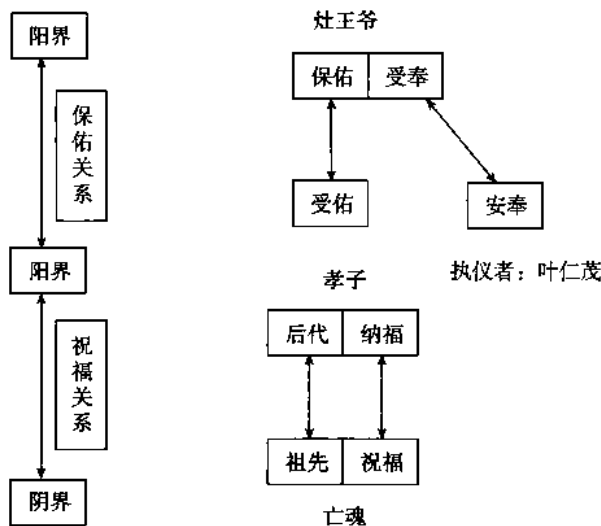 阳界
保佑关系
阳界
祝福关系
阴界
灶王爷
保佑 受奉
受佑 安奉
孝子 执仪者：叶仁茂
后代 纳福
祖先 祝福
亡魂